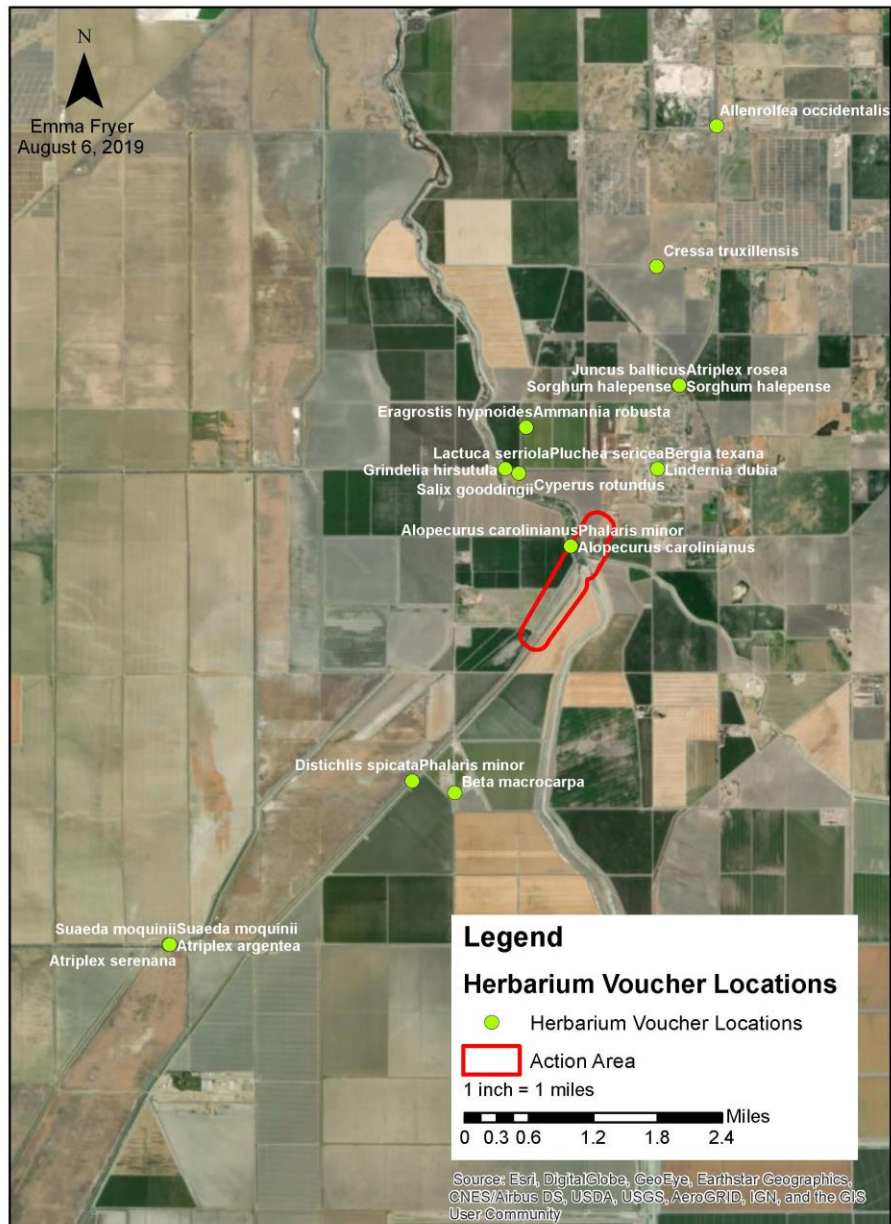 N
Emma Fryer
August 6, 2019
Allenrolfea occidentalis
Cressa truxillensis
Juncus balticusAtriplex rosea
Sorghum halepense Sorghum halepense
Eragrostis hypnoidesAmmannia robusta
Lactuca serriolaPluchea sericeaBergia texana
Grindelia hirsutula Lindernia dubia
Salix gooddingii Cyperus rotundus
Alopecurus carolinianusPhalaris minor
Alopecurus carolinianus
Distichlis spicataPhalaris minor
Beta macrocarpa
Suaeda moquinii Suaeda moquinii
Atriplex argentea
Atriplex serenana
Legend
Herbarium Voucher Locations
Herbarium Voucher Locations
Action Area
1 inch = 1 miles
Miles
0 0.3 0.6 1.2 1.8 2.4
Source: Esri, DigitalGlobe, GeoEye, Earthstar Geographics,
CNES/Airbus DS, USDA, USGS, AeroGRID, IGN, and the GIS
User Community